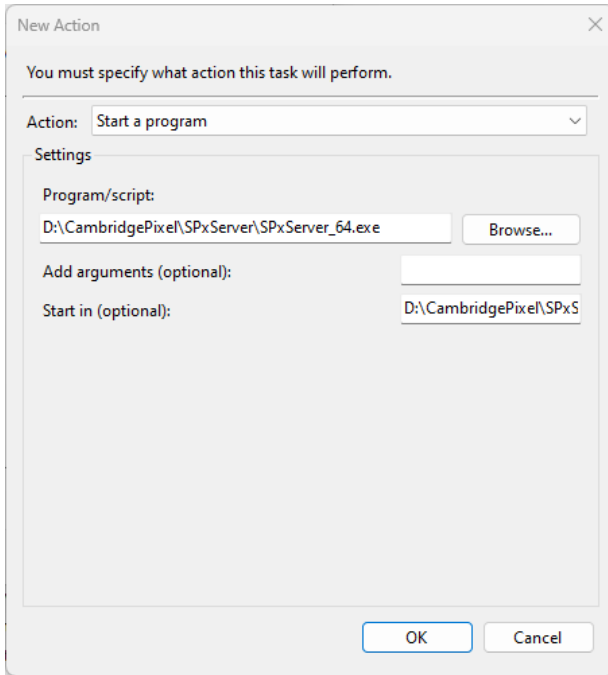 New Action
You must specify what action this task will perform.
Action: Start a program
Settings
Program/script:
D:\CambridgePixel\SPxServer\SPxServer_64.exe Browse...
Add arguments (optional):
Start in (optional): D:\CambridgePixel\SPxS
OK Cancel